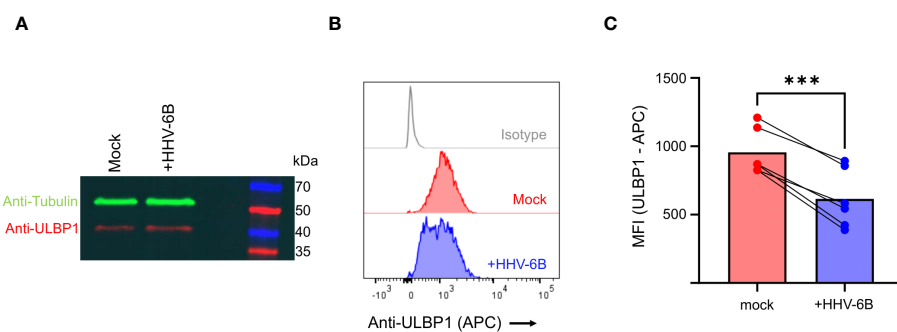 A
Mock
+HHV-6B
kDa
Anti-Tubulin
Anti-ULBP1
70
50
40
35
B
Isotype
Mock
+HHV-6B
-10³ 0 10³ 10⁴ 10⁵
Anti-ULBP1 (APC)
C
MFI (ULBP1 - APC)
1500
1000
500
***
mock +HHV-6B